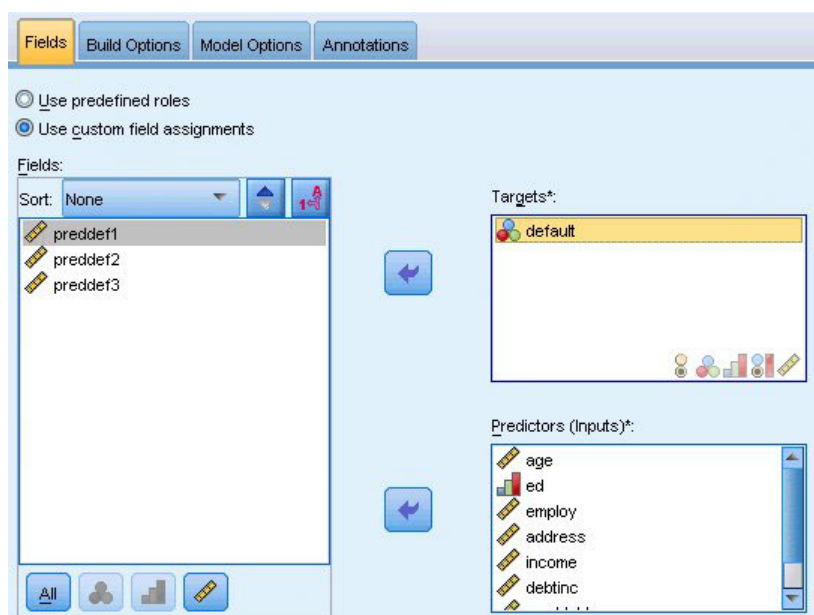 Fields Build Options Model Options Annotations
Use predefined roles
Use custom field assignments
Fields:
Sort: None
preddef1
preddef2
preddef3
All
Targets*:
default
Predictors (Inputs)*:
age
ed
employ
address
income
debtinc